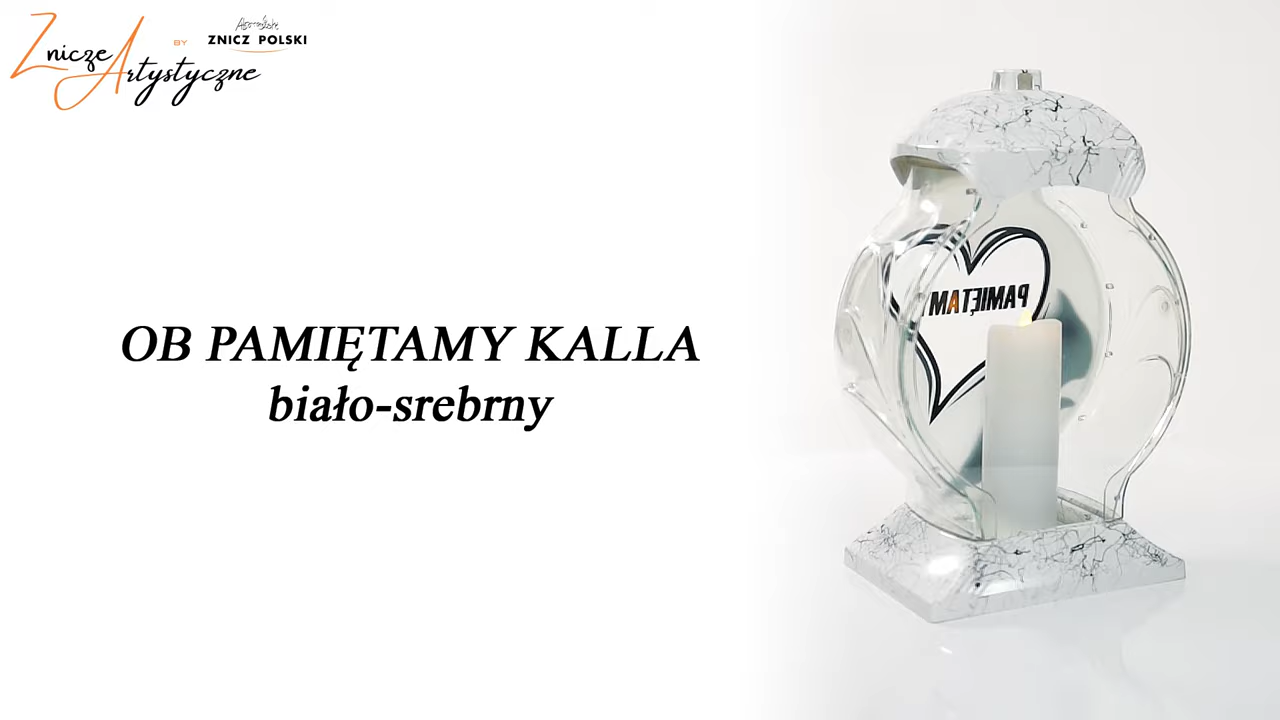 Znicze
Artystyczne
BY
ZNICZ POLSKI
OB PAMIĘTAMY KALLA
biało-srebrny
PAMIĘTAM